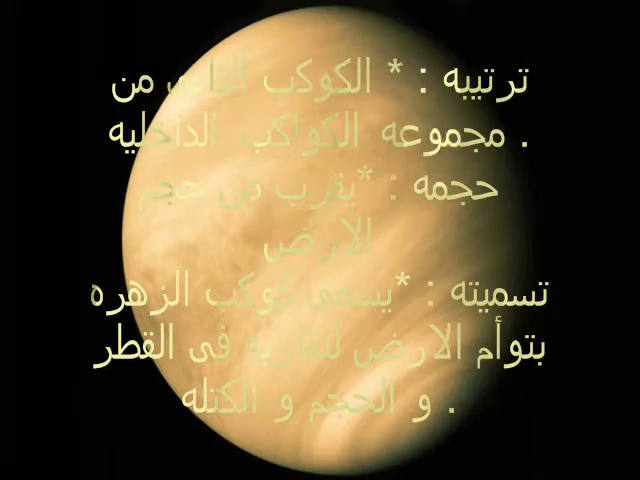 ترتيبه : * الكوكب الثانى من
مجموعه الكواكب الداخليه .
حجمه : *يقرب من حجم
الارض
تسميته : *يسمى كوكب الزهره
بتوأم الارض لتقاربه فى القطر
و الحجم و الكتله .